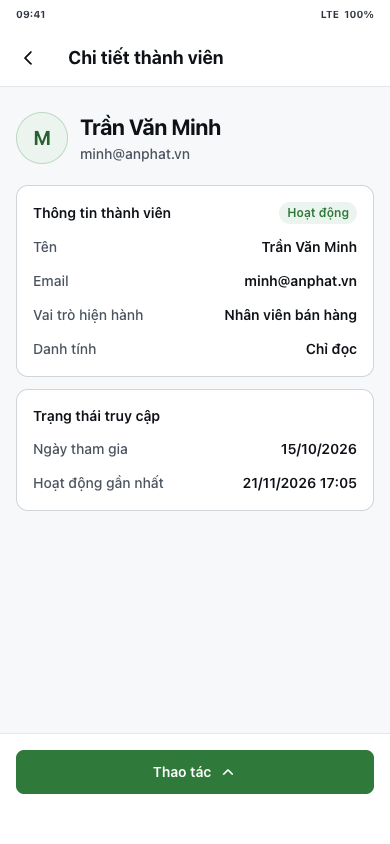 09:41 LTE 100%
Chi tiết thành viên
M
Trần Văn Minh
minh@anphat.vn
Thông tin thành viên Hoạt động
Tên Trần Văn Minh
Email minh@anphat.vn
Vai trò hiện hành Nhân viên bán hàng
Danh tính Chỉ đọc
Trạng thái truy cập
Ngày tham gia 15/10/2026
Hoạt động gần nhất 21/11/2026 17:05
Thao tác